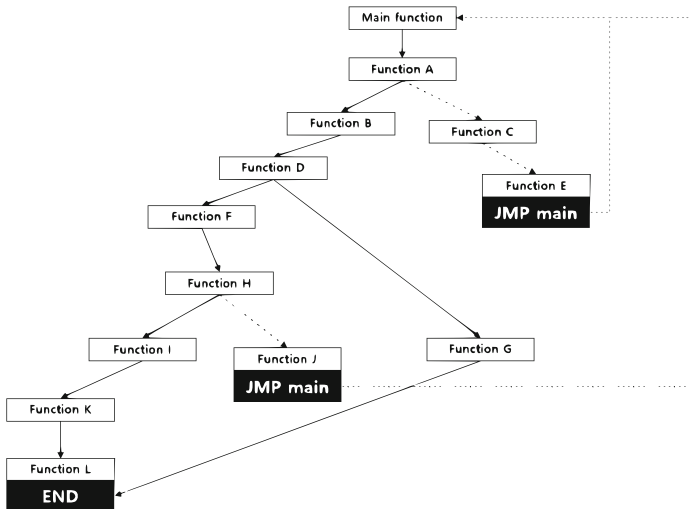 Main function
Function A
Function B
Function C
Function D
Function E
JMP main
Function F
Function H
Function I
Function J
JMP main
Function G
Function K
Function L
END